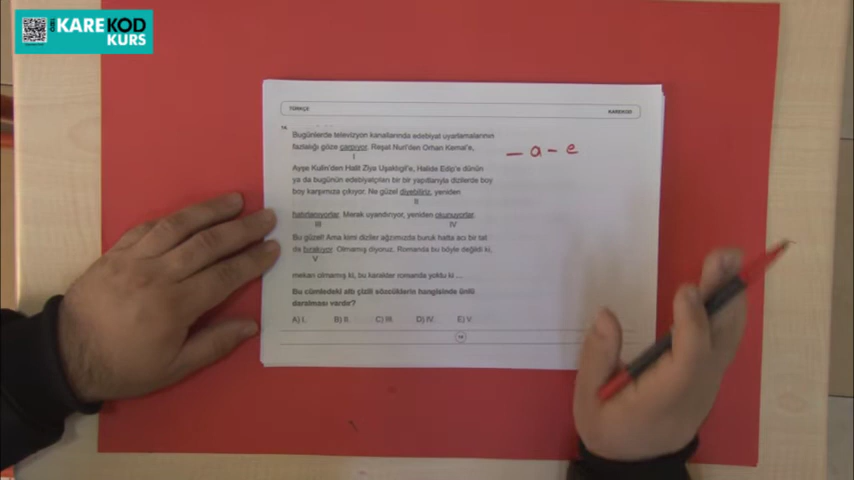 KAREKOD
KURS
TÜRKÇE
KAREKOD
Bugünlerde televizyon kanallarında edebiyat uyarlamalarının
fazlalığı göze çarpıyor. Reşat Nuri'den Orhan Kemal'e,
I
Ayşe Kulin'den Halit Ziya Uşaklıgil'e, Halide Edip'e dünün
ya da bugünün edebiyatçıları bir bir yapıtlarıyla dizilerde boy
boy karşımıza çıkıyor. Ne güzel diyebiliriz, yeniden
II
hatırlanıyorlar. Merak uyandırıyor, yeniden okunuyorlar.
III
IV
Bu güzel! Ama kimi diziler ağzımızda buruk hatta acı bir tat
da bırakıyor. Olmamış diyoruz. Romanda bu böyle değildi ki,
V
mekan olmamış ki, bu karakter romanda yoktu ki ...
Bu cümledeki altı çizili sözcüklerin hangisinde ünlü
daralması vardır?
A) I. B) II. C) III. D) IV. E) V.
– a – e